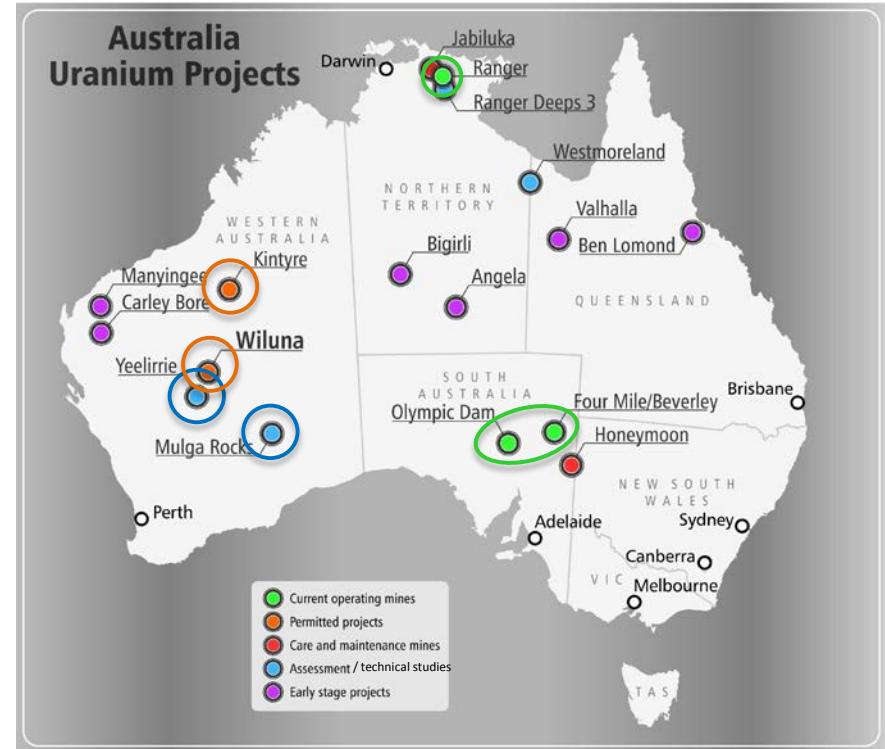 Australia
Uranium Projects
Darwin
Jabiluka
Ranger
Ranger Deeps 3
Westmoreland
NORTHERN
TERRITORY
Valhalla
Ben Lomond
WESTERN
AUSTRALIA
Kintyre
Bigirli
Angela
Manyingee
Carley Bore
QUEENSLAND
Wiluna
Yeelirrie
SOUTH
AUSTRALIA
Olympic Dam
Four Mile/Beverley
Brisbane
Honeymoon
Mulga Rocks
NEW SOUTH
WALES
Perth
Adelaide
Sydney
Canberra
VIC
Melbourne
Current operating mines
Permitted projects
Care and maintenance mines
Assessment / technical studies
Early stage projects
TAS